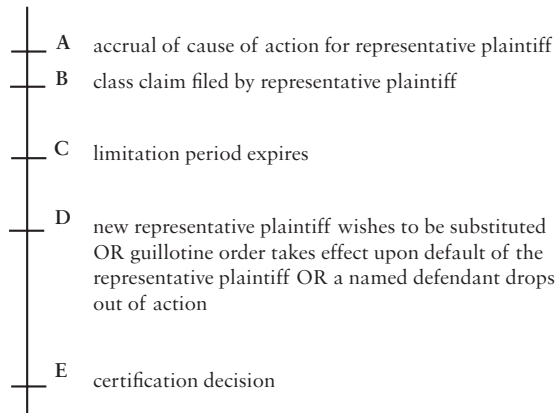 A accrual of cause of action for representative plaintiff
B class claim filed by representative plaintiff
C limitation period expires
D new representative plaintiff wishes to be substituted
OR guillotine order takes effect upon default of the
representative plaintiff OR a named defendant drops
out of action
E certification decision